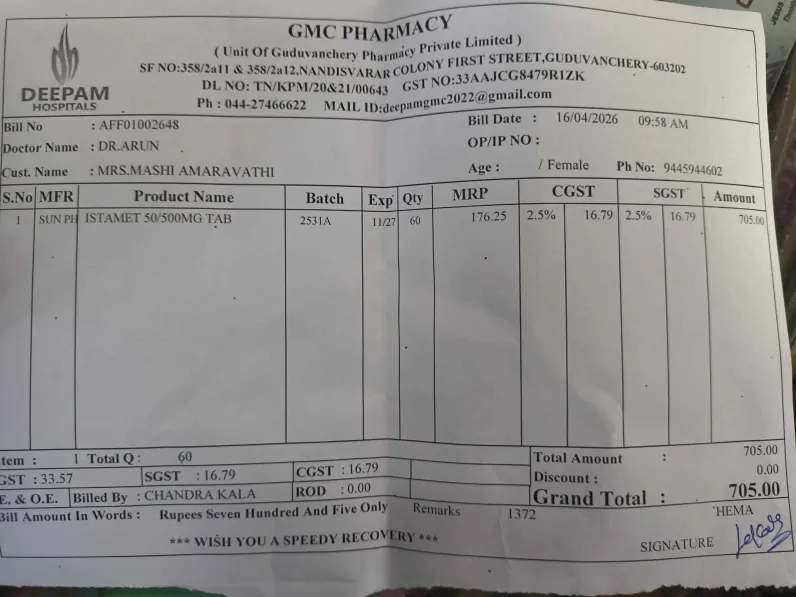 GMC PHARMACY
( Unit Of Guduvanchery Pharmacy Private Limited )
SF NO:358/2a11 & 358/2a12,NANDISVARAR COLONY FIRST STREET,GUDUVANCHERY-603202
DL NO: TN/KPM/20&21/00643 GST NO:33AAJCG8479R1ZK
Ph : 044-27466622 MAIL ID:deepamgmc2022@gmail.com
DEEPAM
HOSPITALS
Bill No : AFF01002648 Bill Date : 16/04/2026 09:58 AM
Doctor Name : DR.ARUN OP/IP NO :
Cust. Name : MRS.MASHI AMARAVATHI Age : / Female Ph No: 9445944602
S.No MFR Product Name Batch Exp Qty MRP CGST SGST Amount
1 SUN PH ISTAMET 50/500MG TAB 2531A 11/27 60 176.25 2.5% 16.79 2.5% 16.79 705.00
tem : 1 Total Q : 60 Total Amount : 705.00
GST : 33.57 SGST : 16.79 CGST : 16.79 Discount : 0.00
E. & O.E. Billed By : CHANDRA KALA ROD : 0.00 Grand Total : 705.00
Bill Amount In Words : Rupees Seven Hundred And Five Only Remarks 1372 HEMA
*** WISH YOU A SPEEDY RECOVERY *** SIGNATURE